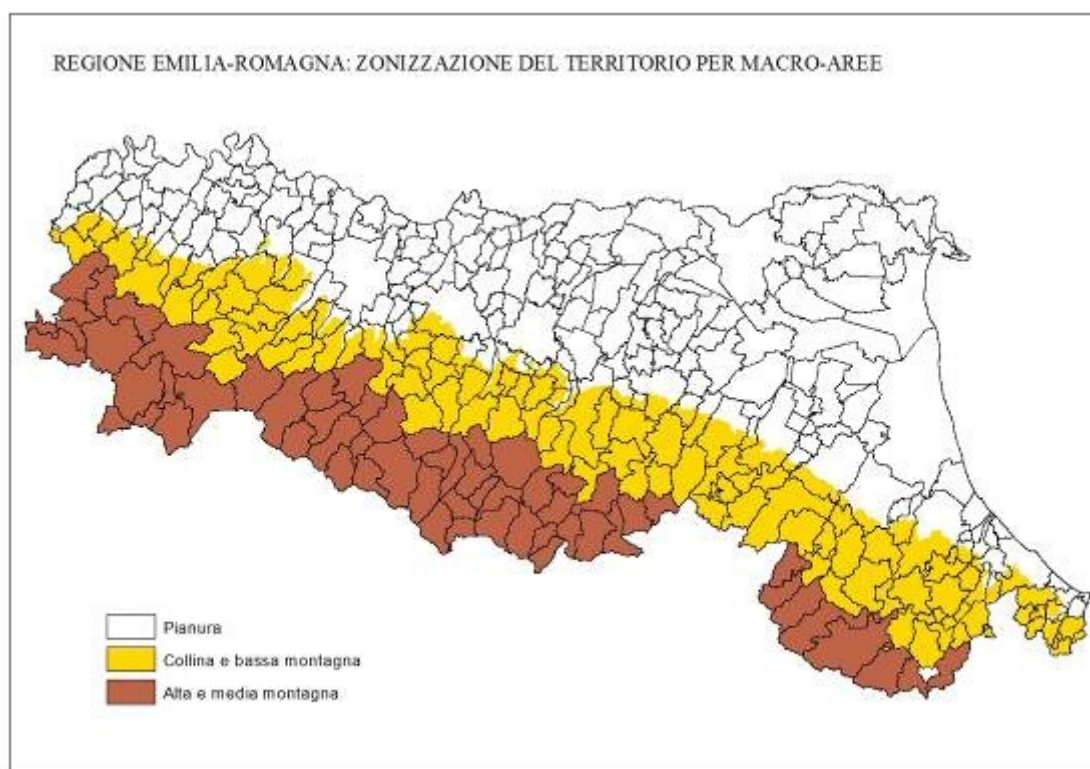 REGIONE EMILIA-ROMAGNA: ZONIZZAZIONE DEL TERRITORIO PER MACRO-AREE
Pianura
Collina e bassa montagna
Alta e media montagna